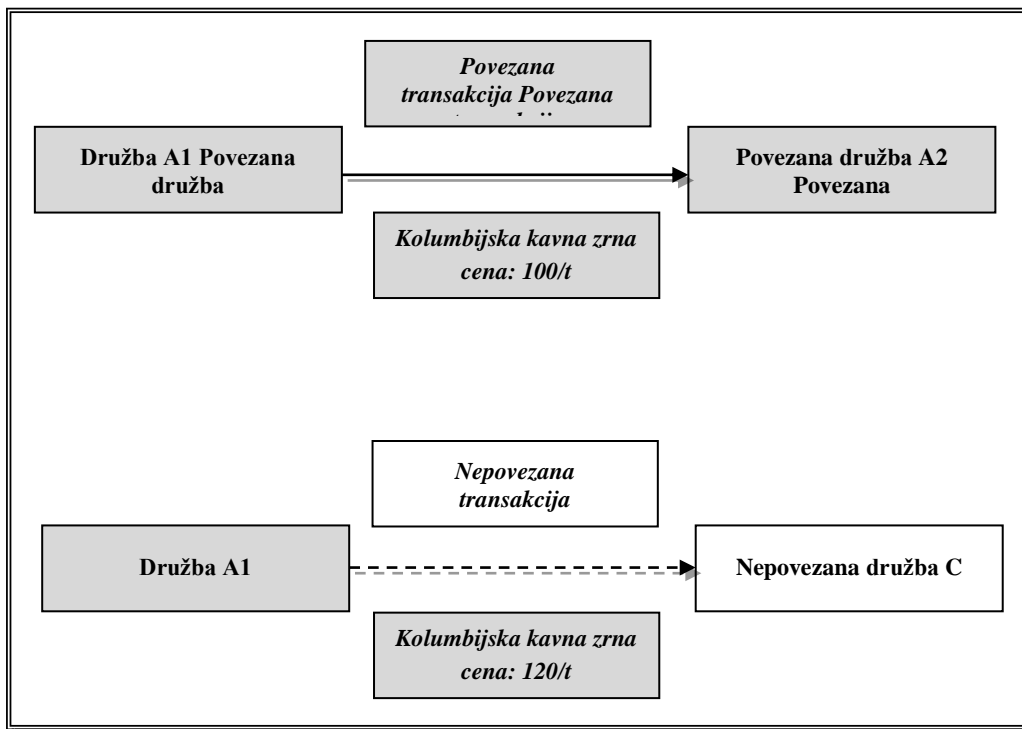 Povezana
transakcija Povezana
Družba A1 Povezana
družba
Povezana družba A2
Povezana
Kolumbijska kavna zrna
cena: 100/t
Nepovezana
transakcija
Družba A1
Nepovezana družba C
Kolumbijska kavna zrna
cena: 120/t